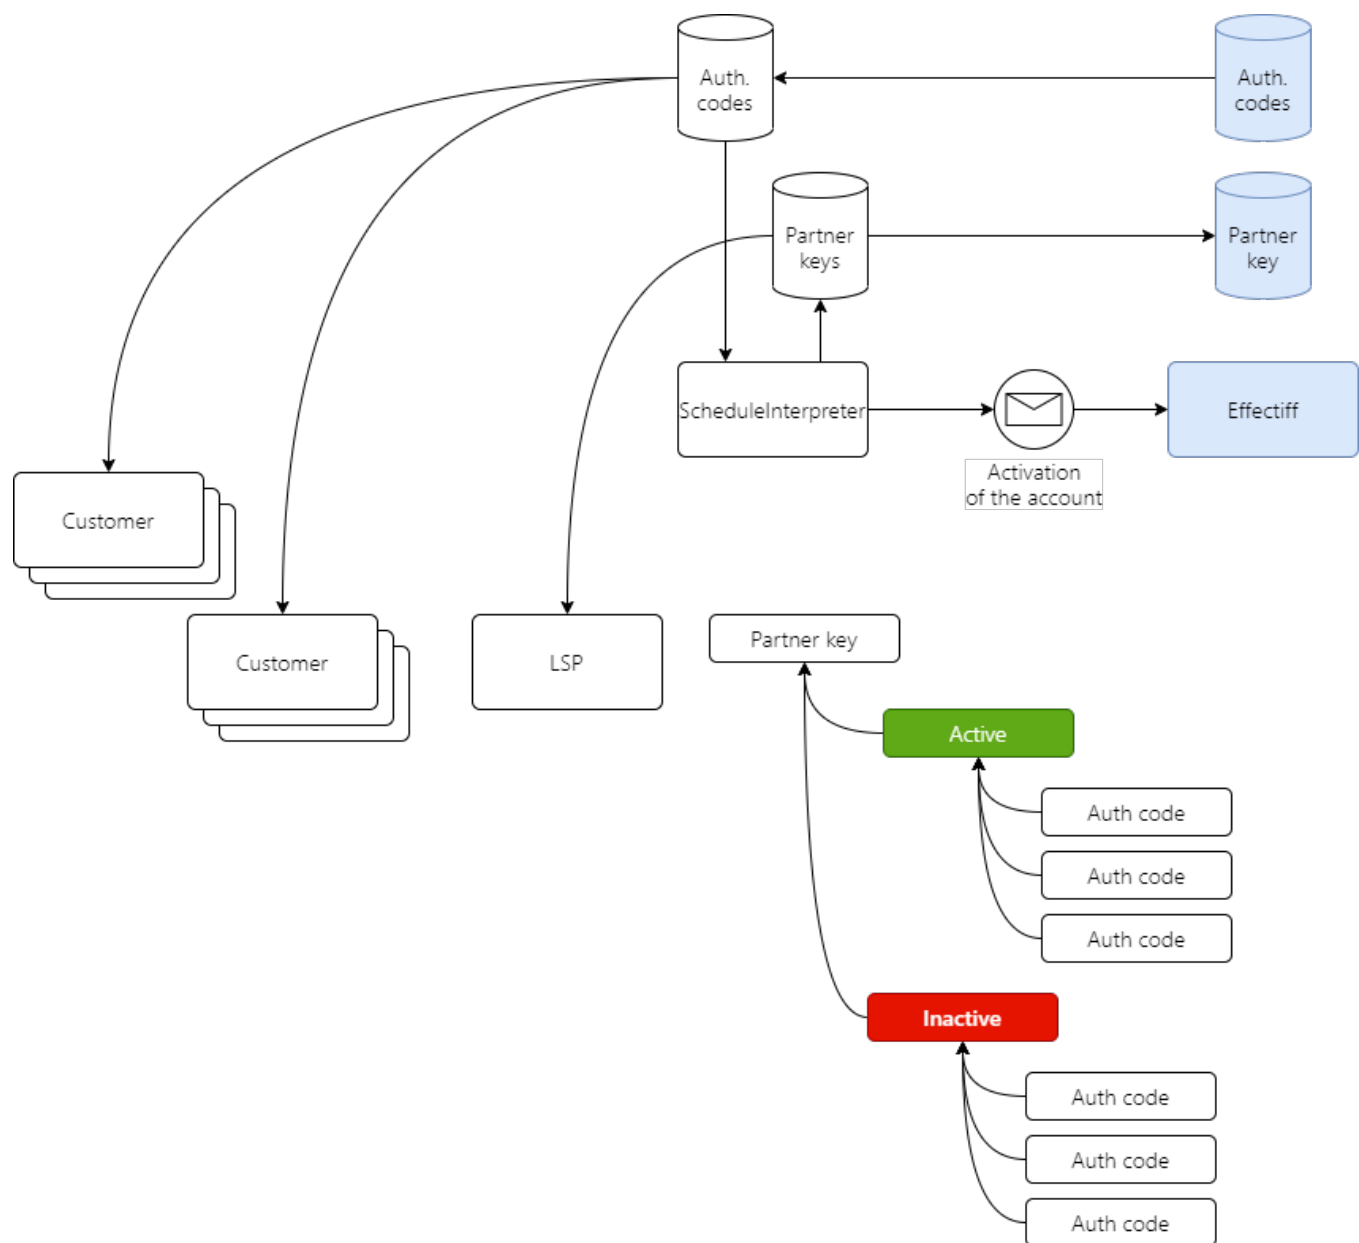 Auth.
codes
Auth.
codes
Partner
keys
Partner
key
ScheduleInterpreter
Effectiff
Activation
of the account
Customer
Customer
LSP
Partner key
Active
Auth code
Auth code
Auth code
Inactive
Auth code
Auth code
Auth code